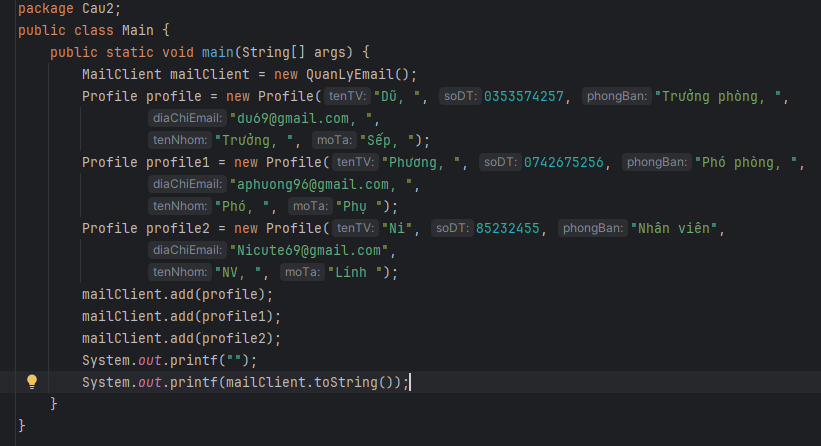 package Cau2;
public class Main {
public static void main(String[] args) {
MailClient mailClient = new QuanLyEmail();
Profile profile = new Profile( tenTV: "Dũ, ", soDT: 0353574257, phongBan: "Trưởng phòng, ",
diaChiEmail: "du69@gmail.com, ",
tenNhom: "Trưởng, ", moTa: "Sếp, ");
Profile profile1 = new Profile( tenTV: "Phương, ", soDT: 0742675256, phongBan: "Phó phòng, ",
diaChiEmail: "aphuong96@gmail.com, ",
tenNhom: "Phó, ", moTa: "Phụ ");
Profile profile2 = new Profile( tenTV: "Ni", soDT: 85232455, phongBan: "Nhân viên",
diaChiEmail: "Nicute69@gmail.com",
tenNhom: "NV, ", moTa: "Lính ");
mailClient.add(profile);
mailClient.add(profile1);
mailClient.add(profile2);
System.out.printf("");
System.out.printf(mailClient.toString());
}
}